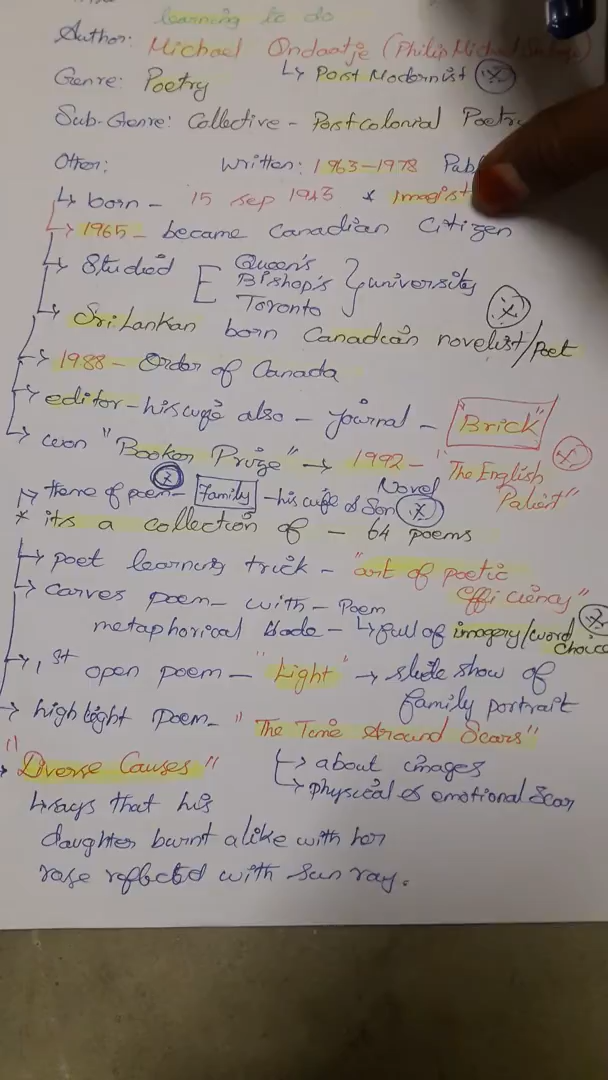 learning to do
Author: Michael Ondaatje (Philip Michael
Genre: Poetry ↳ Post Modernist
Sub-Genre: Collective - Postcolonial Poetry
Other: Written: 1963-1978 Pub
↳ born - 15 sep 1943 * Imagist
→ 1965 - became Canadian Citizen
↳ Studied [ Queen's
Bishop's } university
Toronto
↳ Sri Lankan born Canadian novelist/Poet
→ 1988 - Order of Canada
→ editor - his wife also - Journal - "Brick"
↳ won "Booker Prize" → 1992 - "The English
Novel Patient"
→ theme of poem - Family - his wife & Son
* its a collection of - 64 poems
→ poet learning trick - "art of poetic
efficiency"
↳ carves poem - with - Poem
metaphorical blade - ↳ full of imagery/word
choice
→ 1st open poem - "Light" → slide show of
family portrait
→ highlight poem - "The Time Around Scars"
"Diverse Causes" → about images
↳ physical & emotional Scar
↳ says that his
daughter burnt alike with her
rase reflected with sun ray.